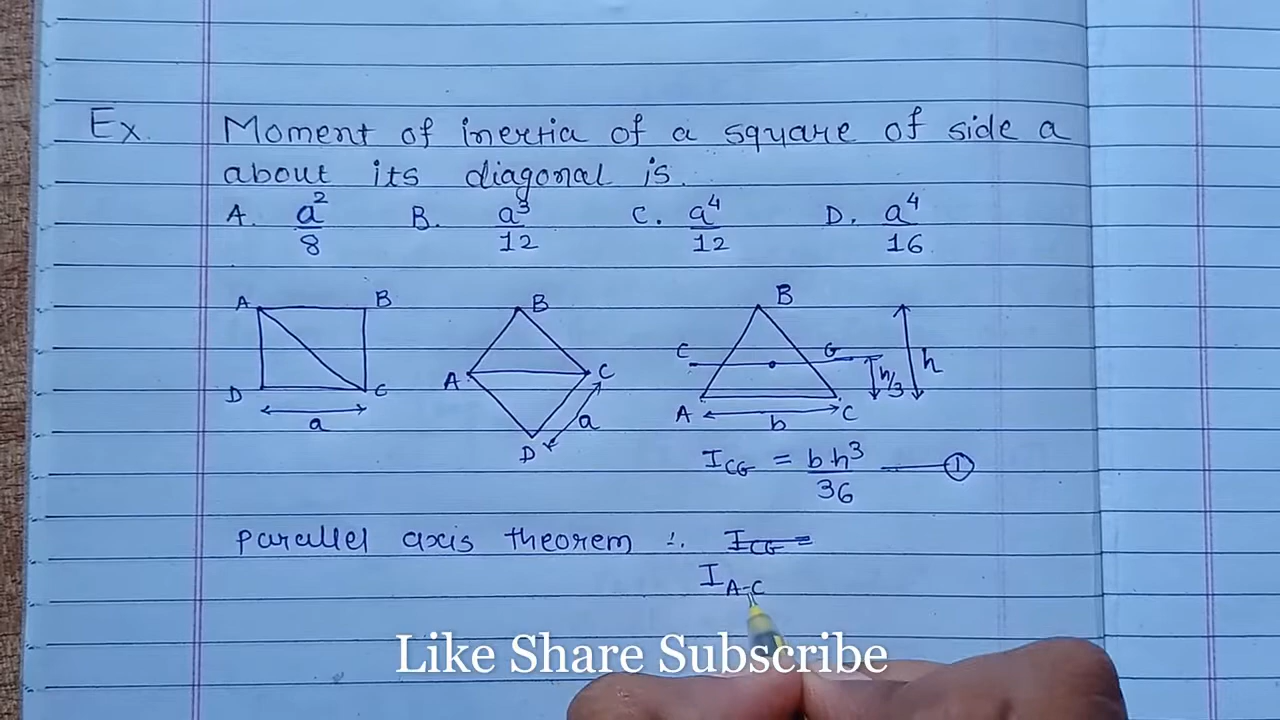 Ex. Moment of inertia of a square of side a
about its diagonal is.
A. a²/8 B. a³/12 C. a⁴/12 D. a⁴/16
A B
D C
a
B
A C
a
D
B
C G
h/3 h
A b C
I_CG = bh³/36 — ①
Parallel axis theorem ∴ I_CG =
I_A-C
Like Share Subscribe